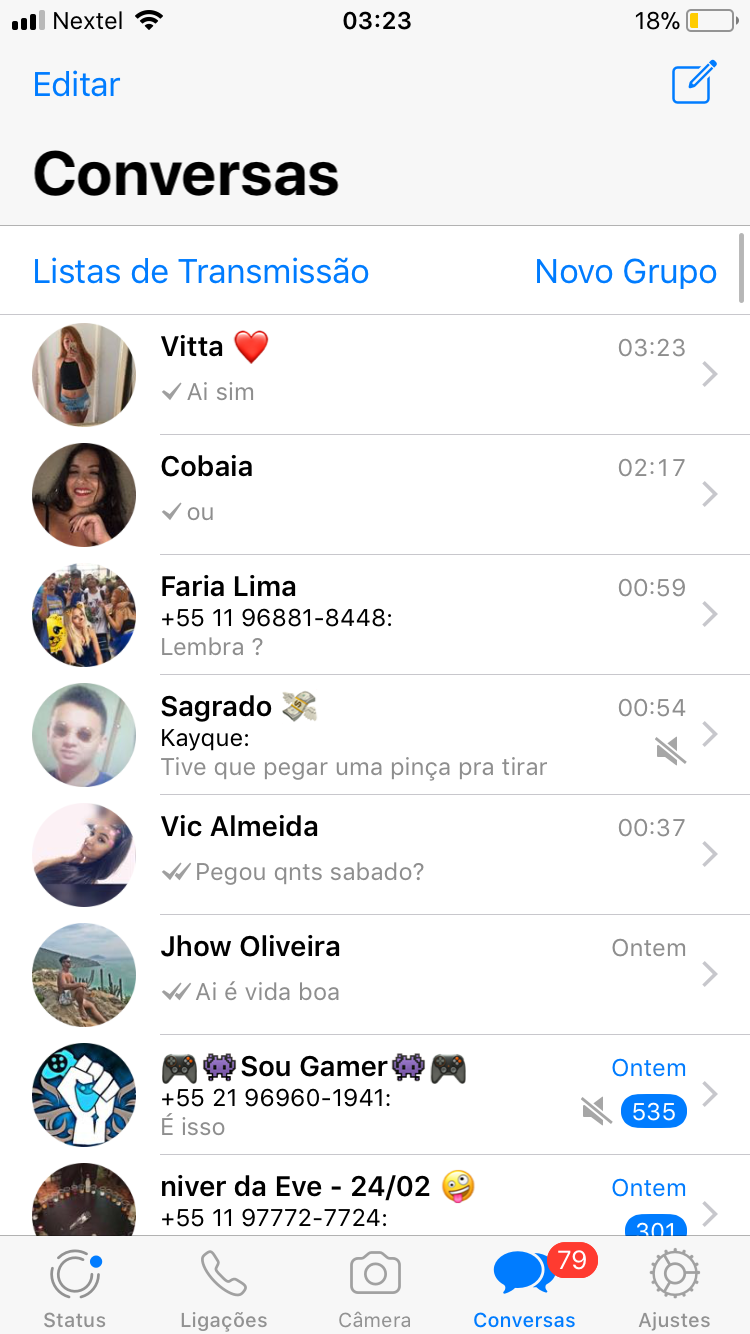 Nextel 03:23 18%
Editar
Conversas
Listas de Transmissão Novo Grupo
Vitta ❤️ 03:23
✓ Ai sim
Cobaia 02:17
✓ ou
Faria Lima 00:59
+55 11 96881-8448:
Lembra ?
Sagrado 💸 00:54
Kayque:
Tive que pegar uma pinça pra tirar
Vic Almeida 00:37
✓✓ Pegou qnts sabado?
Jhow Oliveira Ontem
✓✓ Ai é vida boa
🎮👾Sou Gamer👾🎮 Ontem
+55 21 96960-1941:
535
É isso
niver da Eve - 24/02 🤪 Ontem
+55 11 97772-7724:
301
79
Status Ligações Câmera Conversas Ajustes